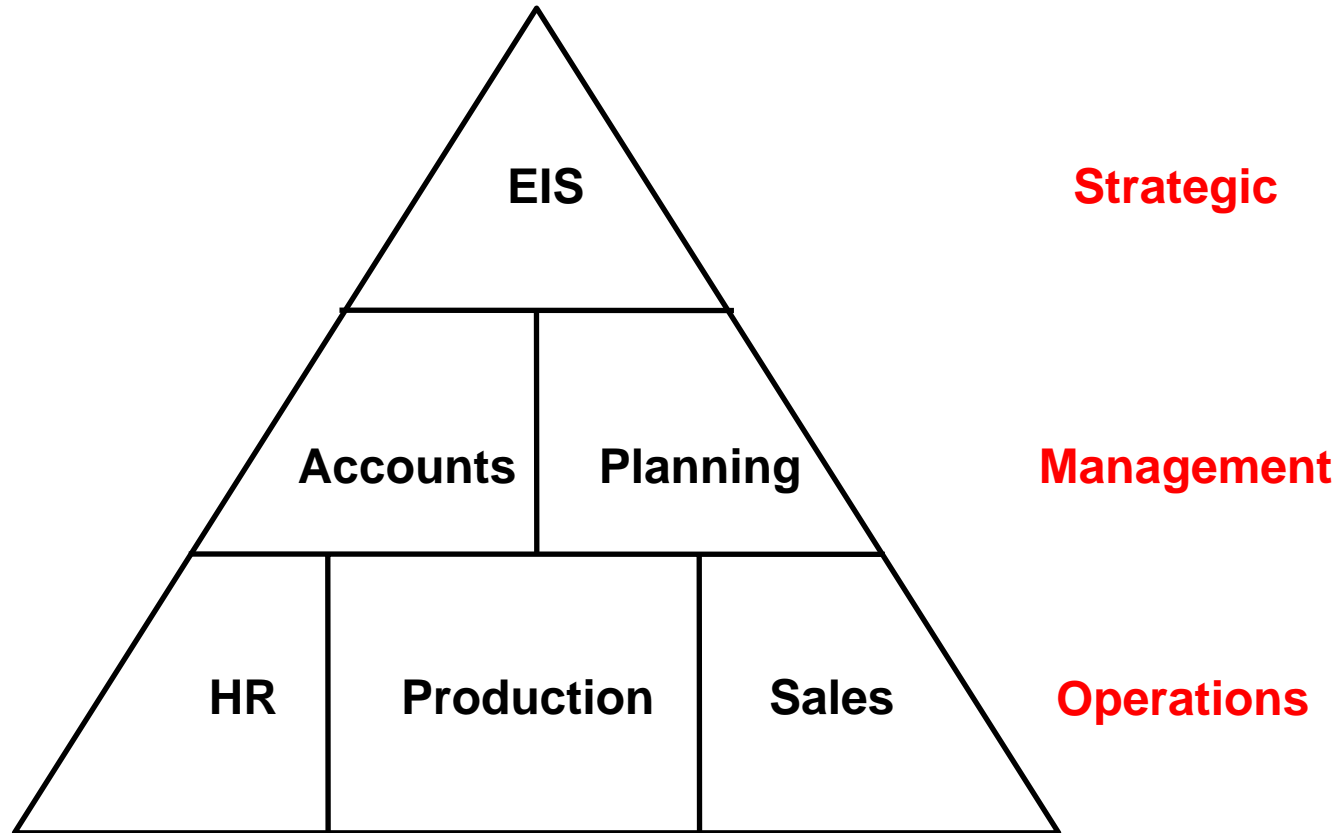 EIS Strategic
Accounts Planning Management
HR Production Sales Operations